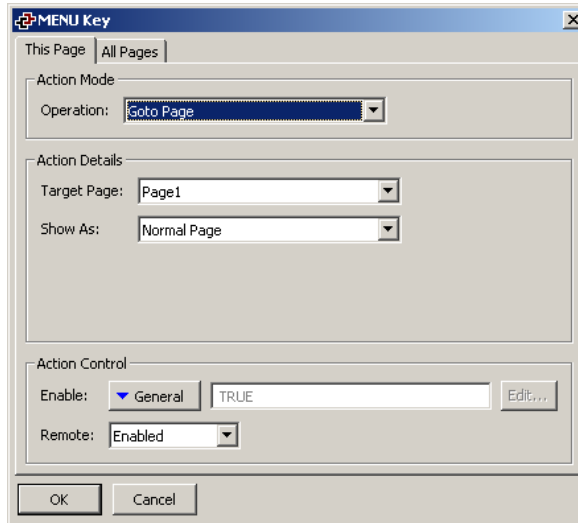 MENU Key
This Page All Pages
Action Mode
Operation: Goto Page
Action Details
Target Page: Page1
Show As: Normal Page
Action Control
Enable: General TRUE Edit...
Remote: Enabled
OK Cancel